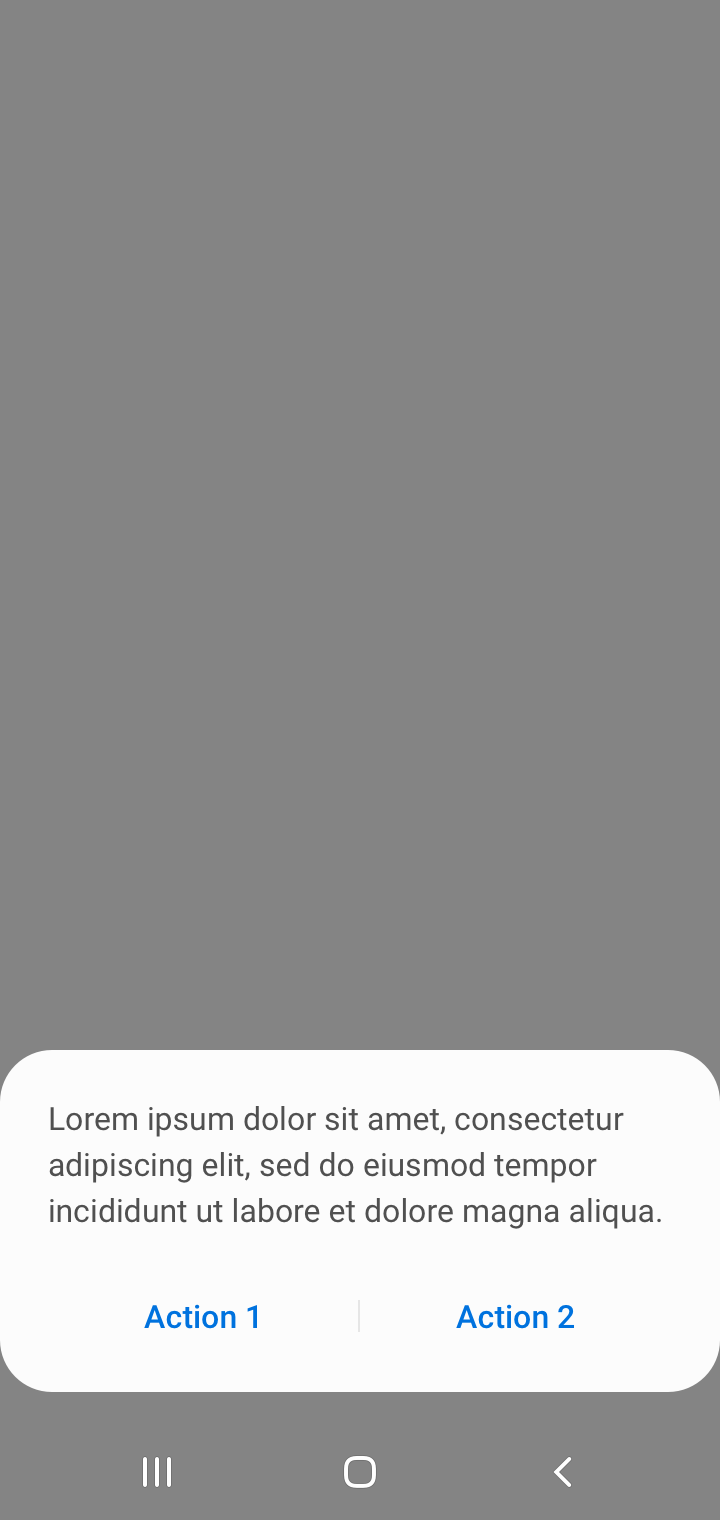 Lorem ipsum dolor sit amet, consectetur
adipiscing elit, sed do eiusmod tempor
incididunt ut labore et dolore magna aliqua.
Action 1
Action 2